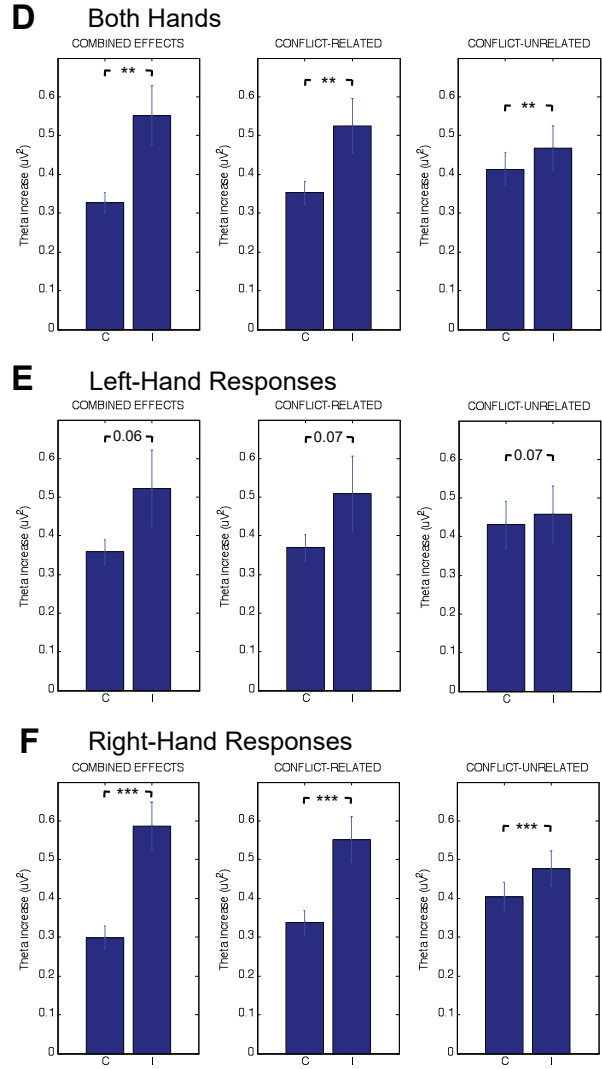 D Both Hands
COMBINED EFFECTS CONFLICT-RELATED CONFLICT-UNRELATED
** ** **
Theta increase (uV²) Theta increase (uV²) Theta increase (uV²)
0.6 0.6 0.6
0.5 0.5 0.5
0.4 0.4 0.4
0.3 0.3 0.3
0.2 0.2 0.2
0.1 0.1 0.1
0 0 0
C I C I C I
E Left-Hand Responses
COMBINED EFFECTS CONFLICT-RELATED CONFLICT-UNRELATED
0.06 0.07 0.07
Theta increase (uV²) Theta increase (uV²) Theta increase (uV²)
0.6 0.6 0.6
0.5 0.5 0.5
0.4 0.4 0.4
0.3 0.3 0.3
0.2 0.2 0.2
0.1 0.1 0.1
0 0 0
C I C I C I
F Right-Hand Responses
COMBINED EFFECTS CONFLICT-RELATED CONFLICT-UNRELATED
*** *** ***
Theta increase (uV²) Theta increase (uV²) Theta increase (uV²)
0.6 0.6 0.6
0.5 0.5 0.5
0.4 0.4 0.4
0.3 0.3 0.3
0.2 0.2 0.2
0.1 0.1 0.1
0 0 0
C I C I C I